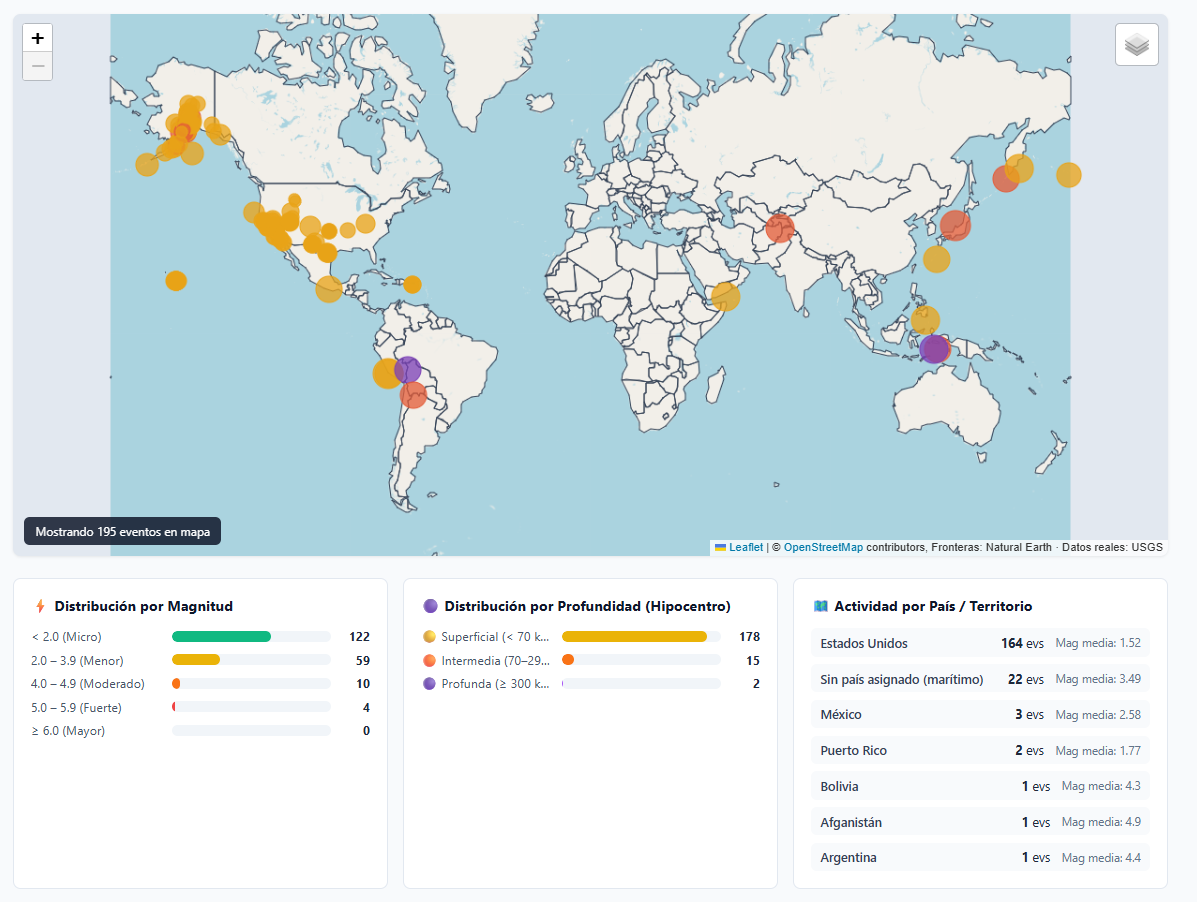 +
−
Mostrando 195 eventos en mapa
Leaflet | © OpenStreetMap contributors, Fronteras: Natural Earth · Datos reales: USGS
Distribución por Magnitud
< 2.0 (Micro) 122
2.0 – 3.9 (Menor) 59
4.0 – 4.9 (Moderado) 10
5.0 – 5.9 (Fuerte) 4
≥ 6.0 (Mayor) 0
Distribución por Profundidad (Hipocentro)
Superficial (< 70 k... 178
Intermedia (70–29... 15
Profunda (≥ 300 k... 2
Actividad por País / Territorio
Estados Unidos 164 evs Mag media: 1.52
Sin país asignado (marítimo) 22 evs Mag media: 3.49
México 3 evs Mag media: 2.58
Puerto Rico 2 evs Mag media: 1.77
Bolivia 1 evs Mag media: 4.3
Afganistán 1 evs Mag media: 4.9
Argentina 1 evs Mag media: 4.4